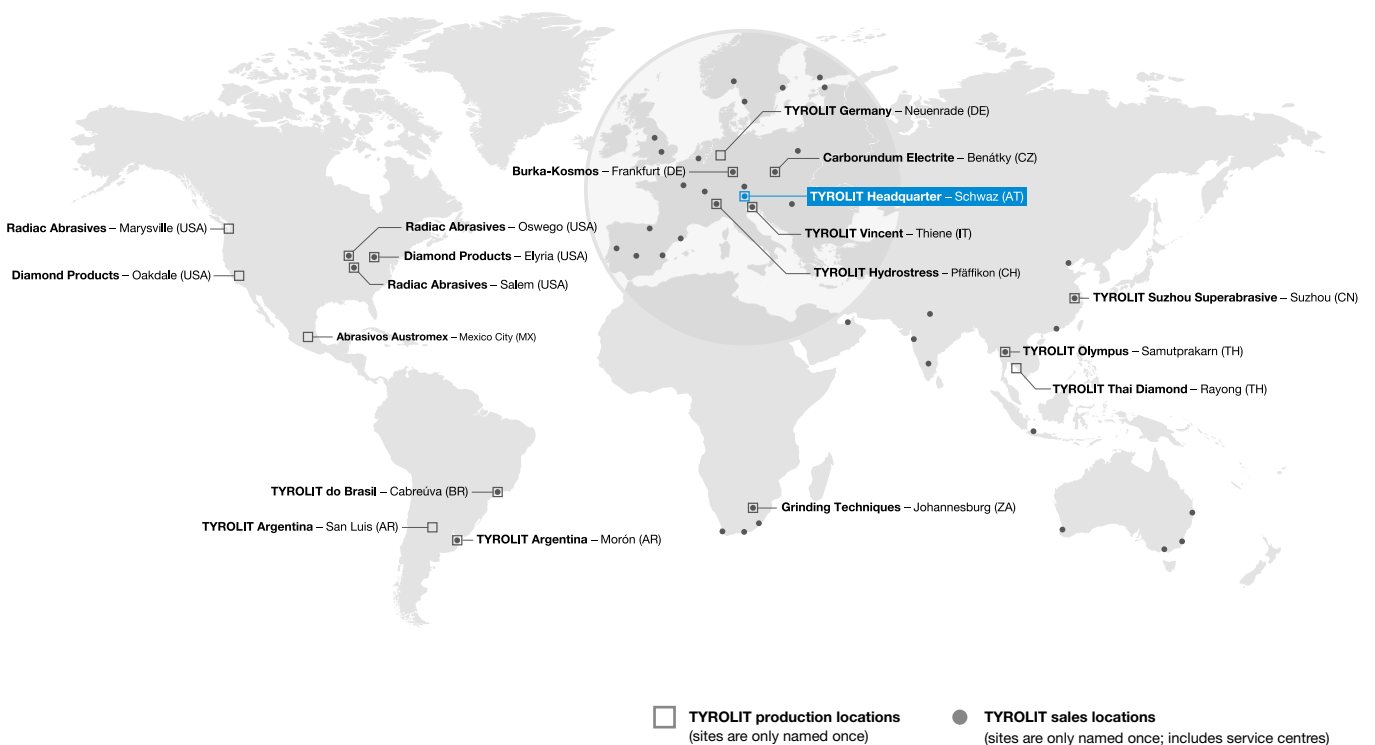 TYROLIT Germany – Neuenrade (DE)
Carborundum Electrite – Benátky (CZ)
Burka-Kosmos – Frankfurt (DE)
TYROLIT Headquarter – Schwaz (AT)
Radiac Abrasives – Marysville (USA)
Radiac Abrasives – Oswego (USA)
TYROLIT Vincent – Thiene (IT)
Diamond Products – Elyria (USA)
Diamond Products – Oakdale (USA)
TYROLIT Hydrostress – Pfäffikon (CH)
Radiac Abrasives – Salem (USA)
TYROLIT Suzhou Superabrasive – Suzhou (CN)
Abrasivos Austromex – Mexico City (MX)
TYROLIT Olympus – Samutprakarn (TH)
TYROLIT Thai Diamond – Rayong (TH)
TYROLIT do Brasil – Cabreúva (BR)
Grinding Techniques – Johannesburg (ZA)
TYROLIT Argentina – San Luis (AR)
TYROLIT Argentina – Morón (AR)
TYROLIT production locations
(sites are only named once)
TYROLIT sales locations
(sites are only named once; includes service centres)